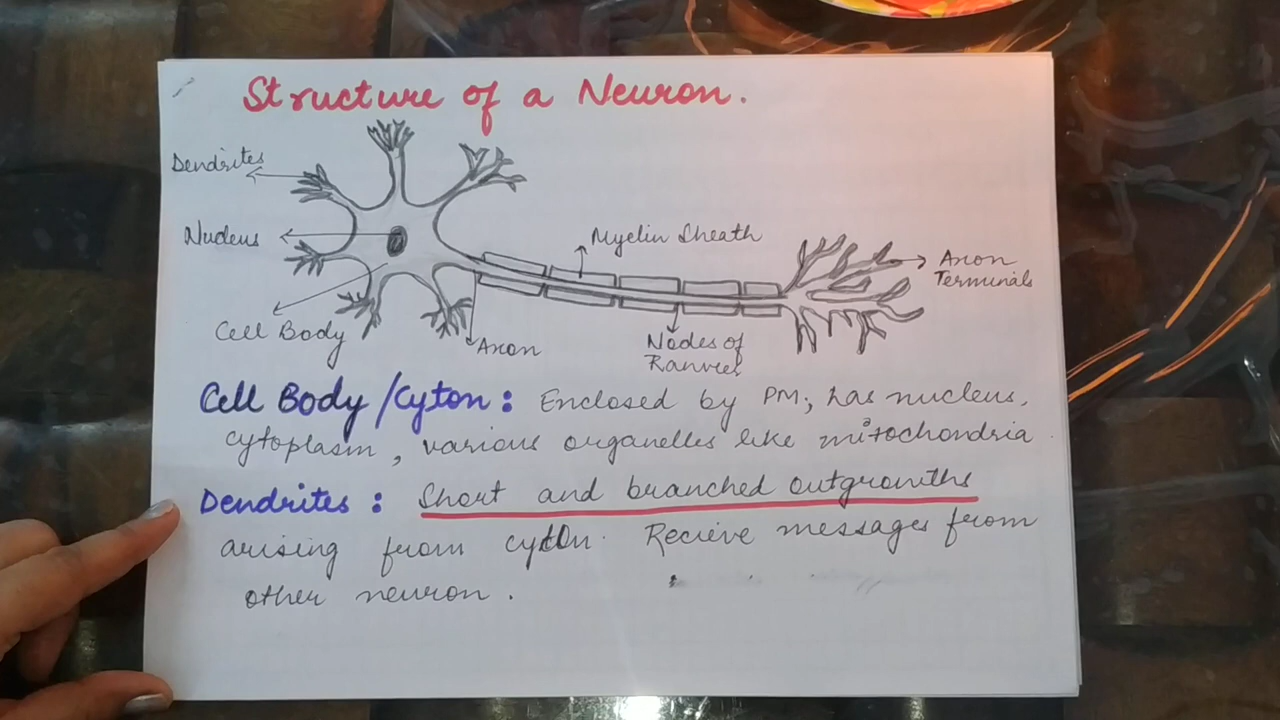 Structure of a Neuron.
Dendrites
Nucleus
Myelin Sheath
Axon
Terminals
Cell Body
Axon
Nodes of
Ranvier
Cell Body/Cyton: Enclosed by PM; has nucleus,
cytoplasm, various organelles like mitochondria
Dendrites: Short and branched outgrowths
arising from cyton. Recieve messages from
other neuron.